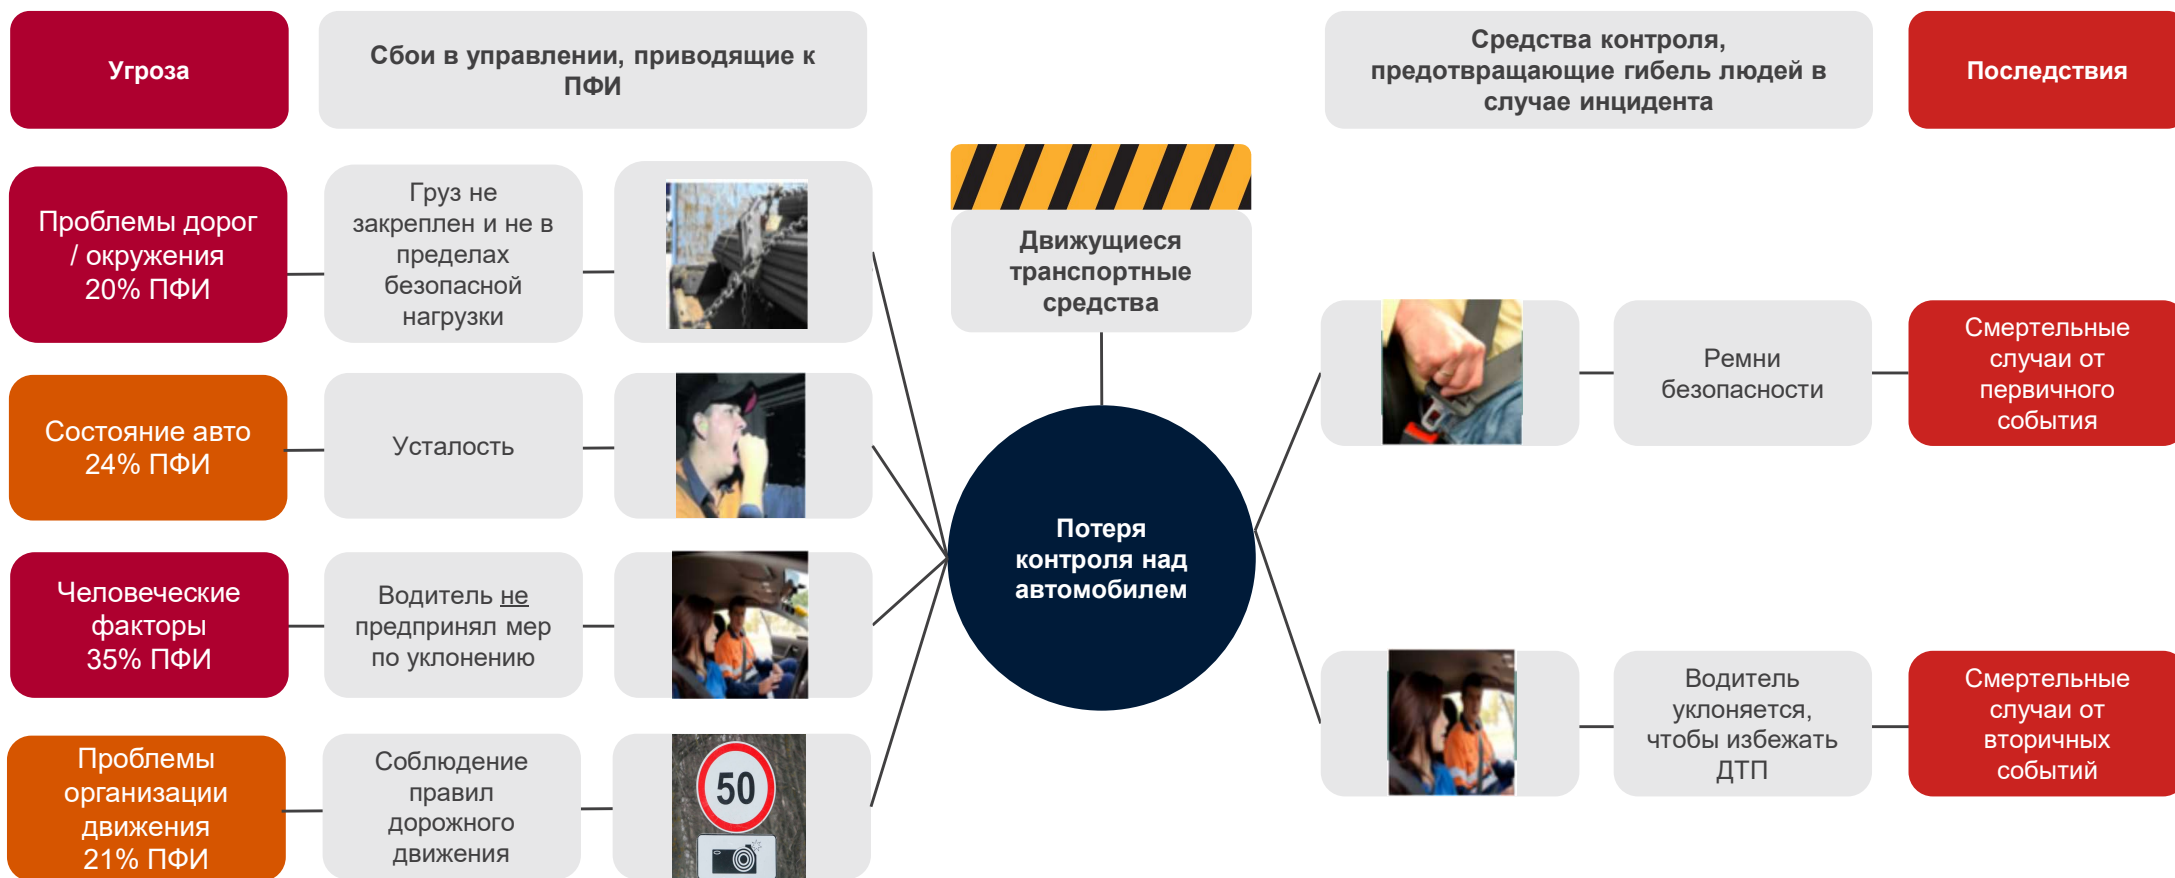 Угроза
Сбои в управлении, приводящие к
ПФИ
Средства контроля,
предотвращающие гибель людей в
случае инцидента
Последствия
Проблемы дорог
/ окружения
20% ПФИ
Груз не
закреплен и не в
пределах
безопасной
нагрузки
Движущиеся
транспортные
средства
Состояние авто
24% ПФИ
Усталость
Ремни
безопасности
Смертельные
случаи от
первичного
события
Человеческие
факторы
35% ПФИ
Водитель не
предпринял мер
по уклонению
Потеря
контроля над
автомобилем
Проблемы
организации
движения
21% ПФИ
Соблюдение
правил
дорожного
движения
50
Водитель
уклоняется,
чтобы избежать
ДТП
Смертельные
случаи от
вторичных
событий